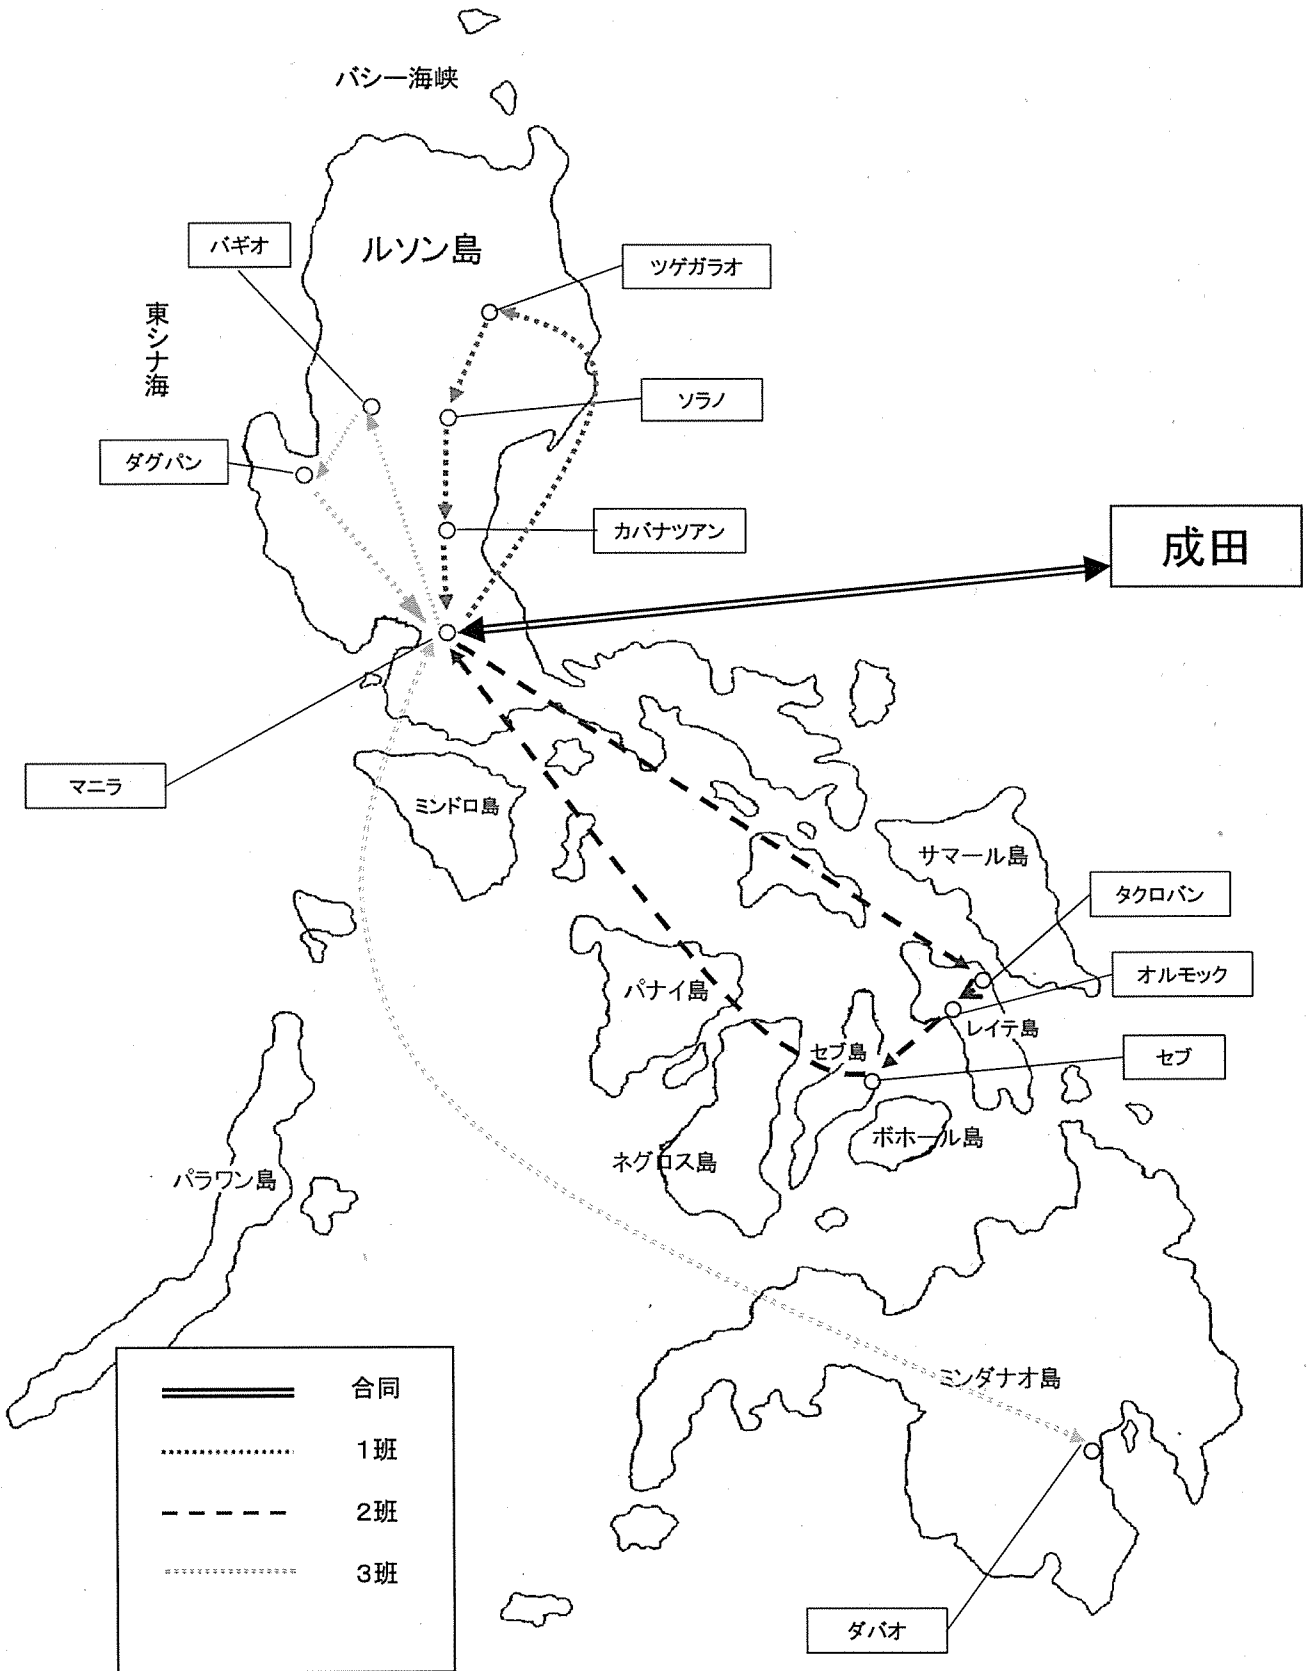 バシー海峡
ルソン島
バギオ
ツゲガラオ
東シナ海
ソラノ
ダグパン
カバナツアン
成田
マニラ
ミンドロ島
サマール島
タクロバン
オルモック
パナイ島
レイテ島
セブ島
セブ
ボホール島
ネグロス島
パラワン島
ミンダナオ島
合同
1班
2班
3班
ダバオ